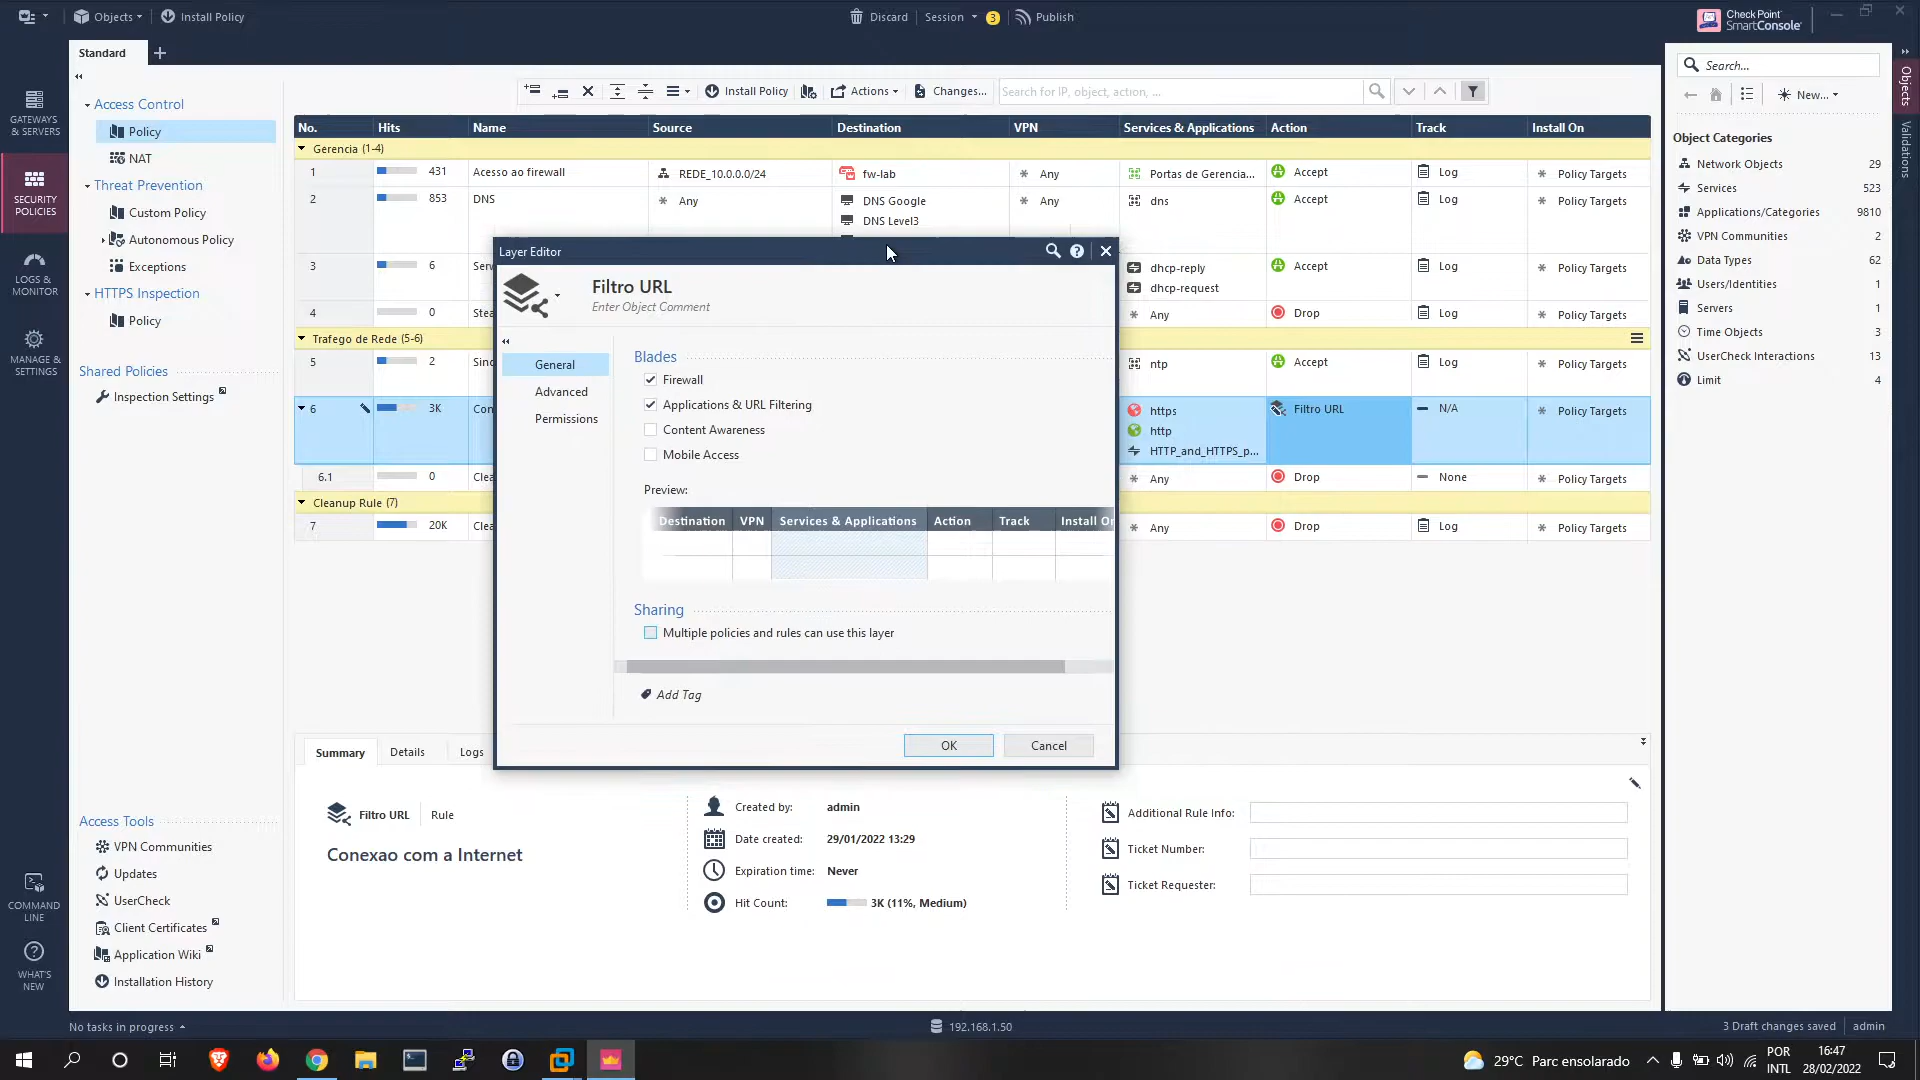 Objects
Install Policy
Discard
Session
3
Publish
Check Point
SmartConsole
Standard
GATEWAYS & SERVERS
SECURITY POLICIES
LOGS & MONITOR
MANAGE & SETTINGS
COMMAND LINE
WHAT'S NEW
Access Control
Policy
NAT
Threat Prevention
Custom Policy
Autonomous Policy
Exceptions
HTTPS Inspection
Policy
Shared Policies
Inspection Settings
Access Tools
VPN Communities
Updates
UserCheck
Client Certificates
Application Wiki
Installation History
Install Policy
Actions
Changes...
Search for IP, object, action, ...
No. Hits Name Source Destination VPN Services & Applications Action Track Install On
Gerencia (1-4)
1 431 Acesso ao firewall REDE_10.0.0.0/24 fw-lab Any Portas de Gerencia... Accept Log Policy Targets
2 853 DNS Any DNS Google Any dns Accept Log Policy Targets
DNS Level3
3 6 Ser dhcp-reply Accept Log Policy Targets
dhcp-request
4 0 Stea Any Drop Log Policy Targets
Trafego de Rede (5-6)
5 2 Sinc ntp Accept Log Policy Targets
6 3K Con https Filtro URL N/A Policy Targets
http
HTTP_and_HTTPS_p...
6.1 0 Clea Any Drop None Policy Targets
Cleanup Rule (7)
7 20K Clea Any Drop Log Policy Targets
Layer Editor
Filtro URL
Enter Object Comment
General
Advanced
Permissions
Blades
Firewall
Applications & URL Filtering
Content Awareness
Mobile Access
Preview:
Destination VPN Services & Applications Action Track Install On
Sharing
Multiple policies and rules can use this layer
Add Tag
OK
Cancel
Summary
Details
Logs
Filtro URL
Rule
Conexao com a Internet
Created by: admin
Date created: 29/01/2022 13:29
Expiration time: Never
Hit Count: 3K (11%, Medium)
Additional Rule Info:
Ticket Number:
Ticket Requester:
Search...
New...
Object Categories
Network Objects 29
Services 523
Applications/Categories 9810
VPN Communities 2
Data Types 62
Users/Identities 1
Servers 1
Time Objects 3
UserCheck Interactions 13
Limit 4
Objects
Validations
No tasks in progress
192.168.1.50
3 Draft changes saved
admin
29°C Parc ensolarado
POR
INTL
16:47
28/02/2022